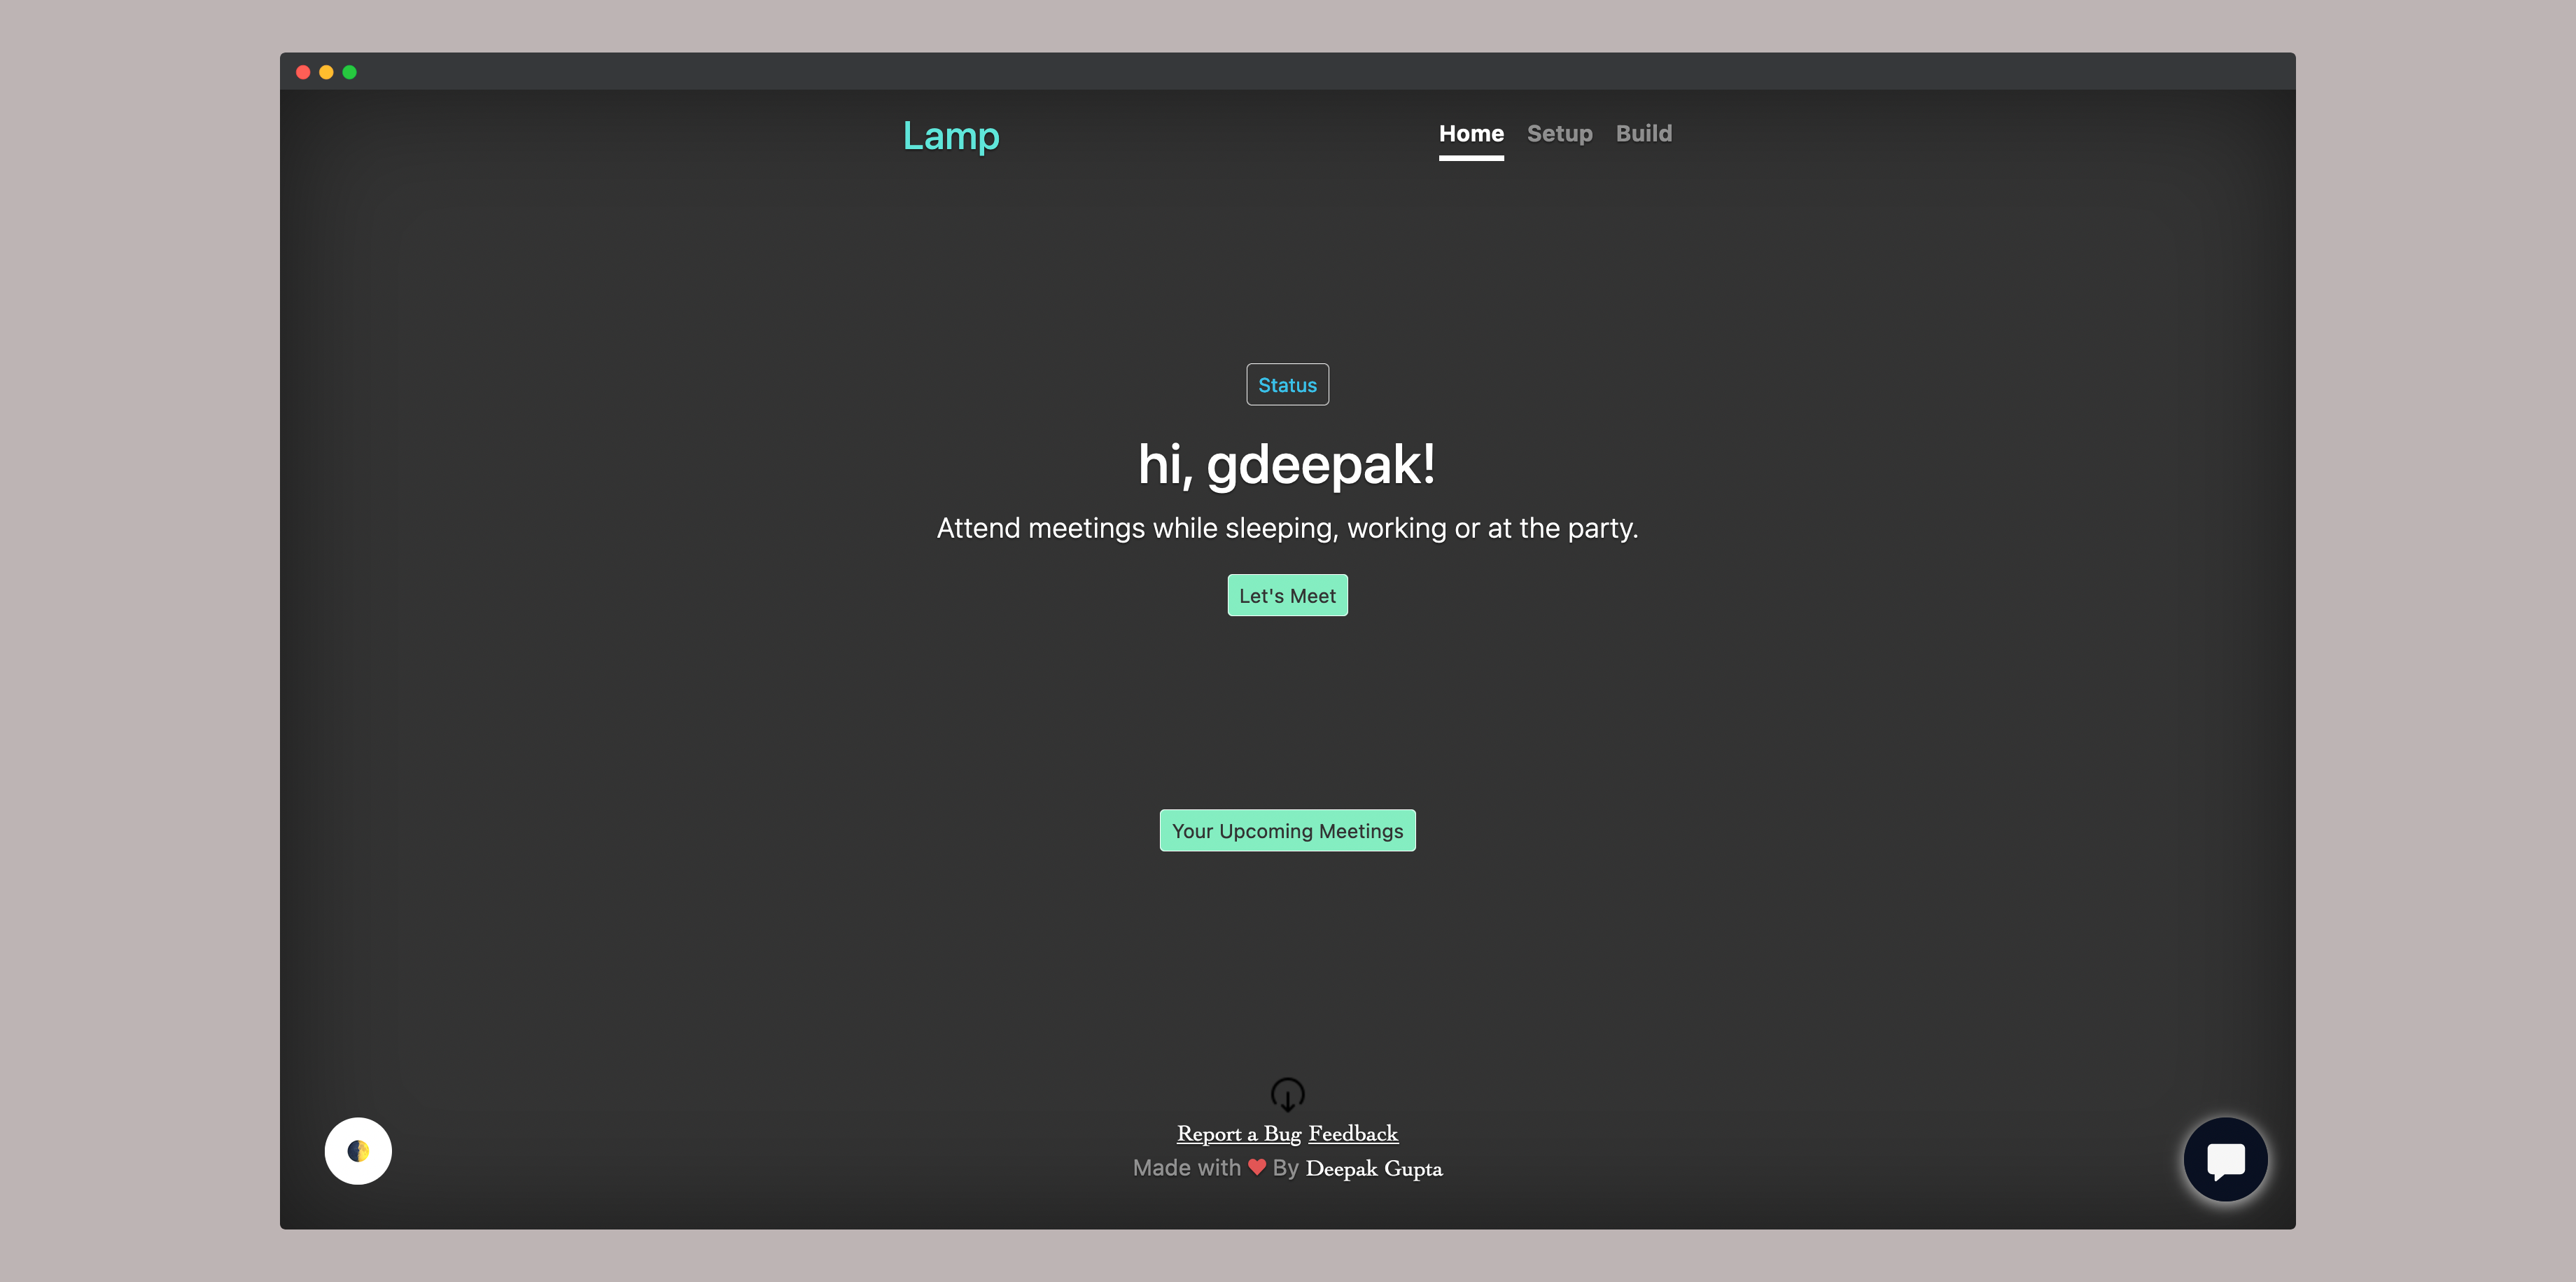 Lamp
Home Setup Build
Status
hi, gdeepak!
Attend meetings while sleeping, working or at the party.
Let's Meet
Your Upcoming Meetings
Report a Bug Feedback
Made with ❤ By Deepak Gupta